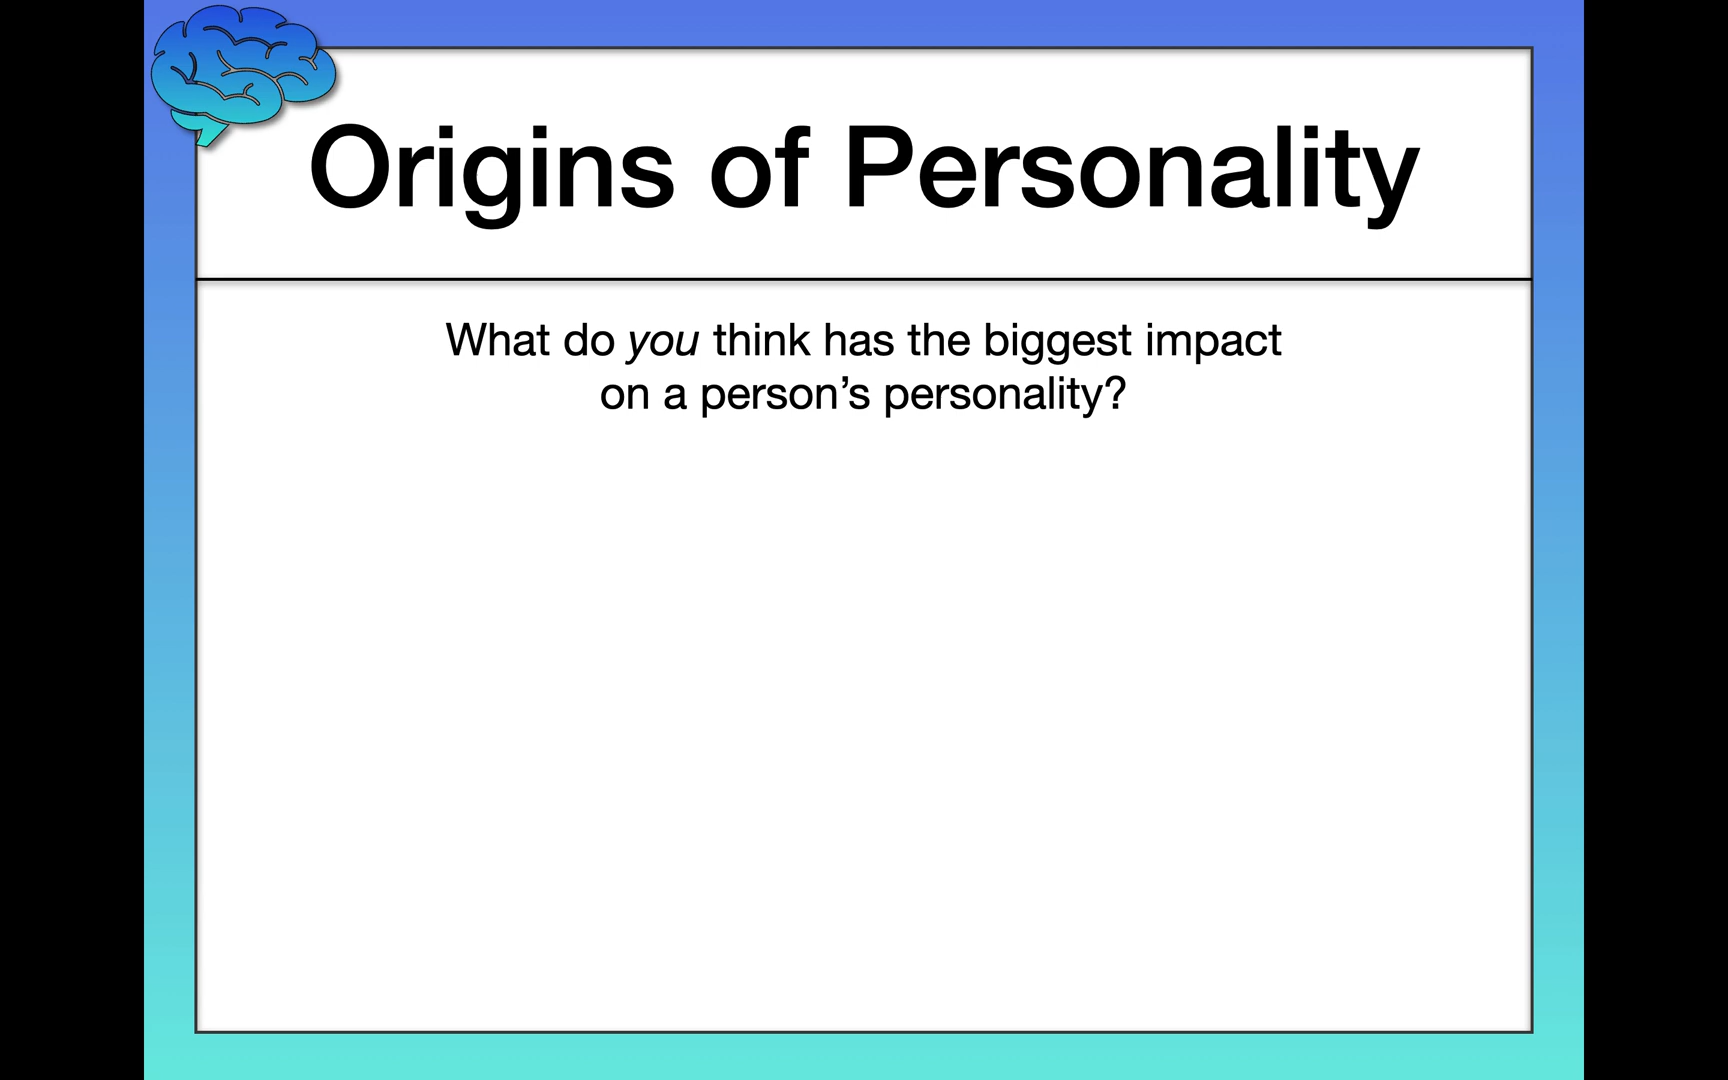 Origins of Personality
What do you think has the biggest impact
on a person’s personality?